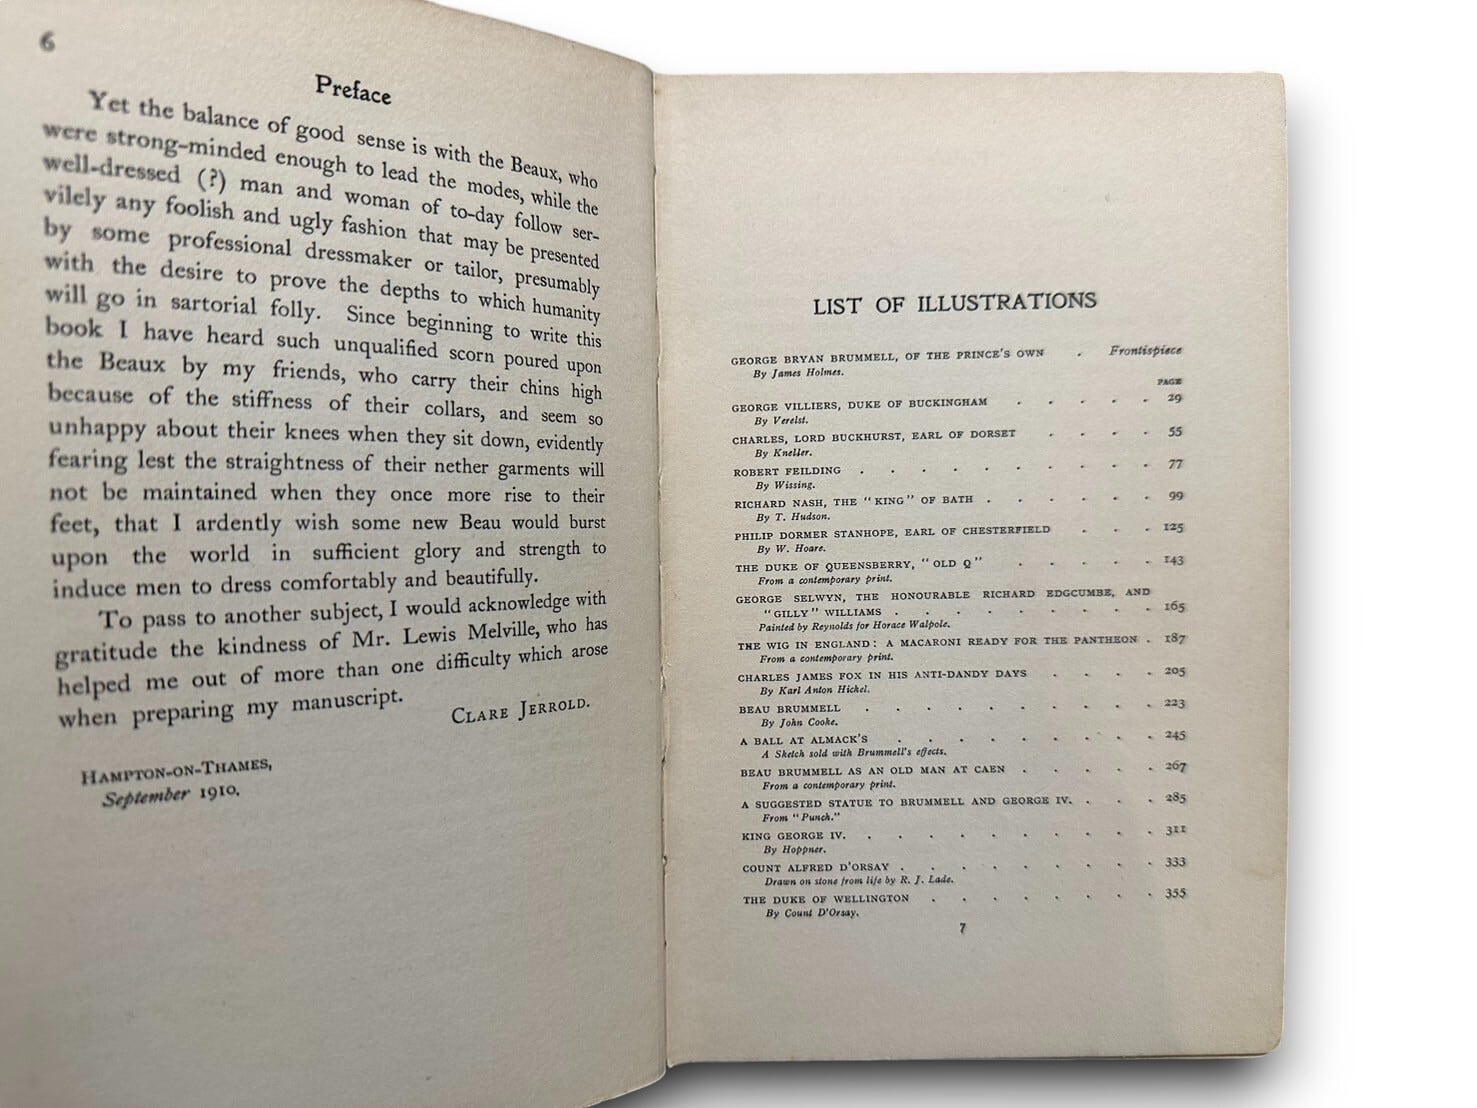 6
Preface
Yet the balance of good sense is with the Beaux, who
were strong-minded enough to lead the modes, while the
well-dressed (?) man and woman of to-day follow ser-
vilely any foolish and ugly fashion that may be presented
by some professional dressmaker or tailor, presumably
with the desire to prove the depths to which humanity
will go in sartorial folly. Since beginning to write this
book I have heard such unqualified scorn poured upon
the Beaux by my friends, who carry their chins high
because of the stiffness of their collars, and seem so
unhappy about their knees when they sit down, evidently
fearing lest the straightness of their nether garments will
not be maintained when they once more rise to their
feet, that I ardently wish some new Beau would burst
upon the world in sufficient glory and strength to
induce men to dress comfortably and beautifully.
To pass to another subject, I would acknowledge with
gratitude the kindness of Mr. Lewis Melville, who has
helped me out of more than one difficulty which arose
when preparing my manuscript.
CLARE JERROLD.
HAMPTON-ON-THAMES,
September 1910.
LIST OF ILLUSTRATIONS
GEORGE BRYAN BRUMMELL, OF THE PRINCE'S OWN . Frontispiece
By James Holmes.
PAGE
GEORGE VILLIERS, DUKE OF BUCKINGHAM . . . . . 29
By Verelst.
CHARLES, LORD BUCKHURST, EARL OF DORSET . . . . 55
By Kneller.
ROBERT FEILDING . . . . . . . . . . 77
By Wissing.
RICHARD NASH, THE "KING" OF BATH . . . . . . 99
By T. Hudson.
PHILIP DORMER STANHOPE, EARL OF CHESTERFIELD . . . 125
By W. Hoare.
THE DUKE OF QUEENSBERRY, "OLD Q" . . . . . 143
From a contemporary print.
GEORGE SELWYN, THE HONOURABLE RICHARD EDGCUMBE, AND
"GILLY" WILLIAMS . . . . . . . . . 165
Painted by Reynolds for Horace Walpole.
THE WIG IN ENGLAND: A MACARONI READY FOR THE PANTHEON . 187
From a contemporary print.
CHARLES JAMES FOX IN HIS ANTI-DANDY DAYS . . . . 205
By Karl Anton Hickel.
BEAU BRUMMELL . . . . . . . . . . 223
By John Cooke.
A BALL AT ALMACK'S . . . . . . . . . 245
A Sketch sold with Brummell's effects.
BEAU BRUMMELL AS AN OLD MAN AT CAEN . . . . . 267
From a contemporary print.
A SUGGESTED STATUE TO BRUMMELL AND GEORGE IV. . . . 285
From "Punch."
KING GEORGE IV. . . . . . . . . . . 311
By Hoppner.
COUNT ALFRED D'ORSAY . . . . . . . . . 333
Drawn on stone from life by R. J. Lade.
THE DUKE OF WELLINGTON . . . . . . . . 355
By Count D'Orsay.
7